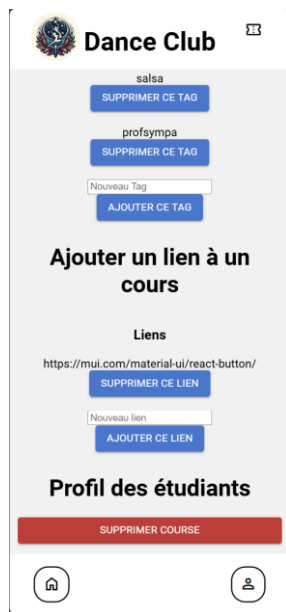 Dance Club
salsa
SUPPRIMER CE TAG
profsympa
SUPPRIMER CE TAG
Nouveau Tag
AJOUTER CE TAG
Ajouter un lien à un
cours
Liens
https://mui.com/material-ui/react-button/
SUPPRIMER CE LIEN
Nouveau lien
AJOUTER CE LIEN
Profil des étudiants
SUPPRIMER COURSE